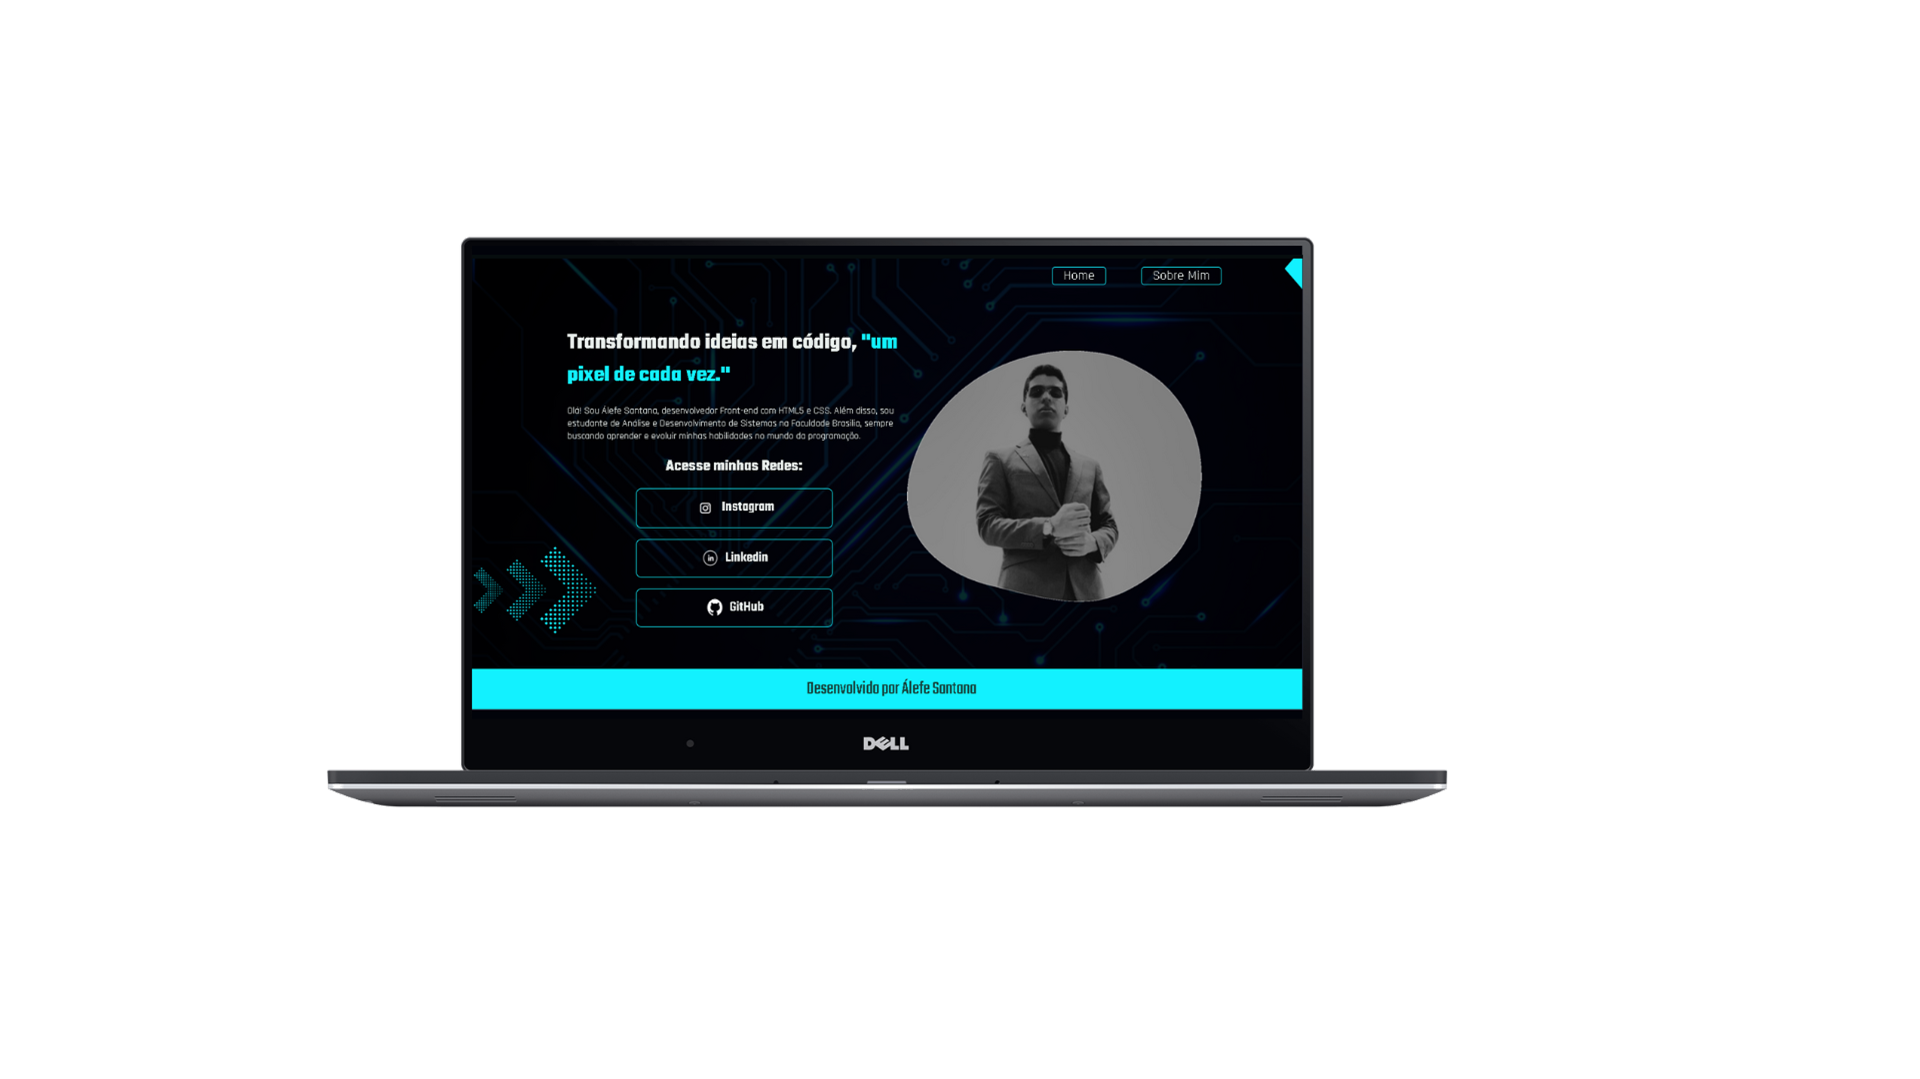 Home
Sobre Mim
Transformando ideias em código, "um
pixel de cada vez."
Olá! Sou Álefe Santana, desenvolvedor Front-end com HTML5 e CSS. Além disso, sou
estudante de Análise e Desenvolvimento de Sistemas na Faculdade Brasília, sempre
buscando aprender e evoluir minhas habilidades no mundo da programação.
Acesse minhas Redes:
Instagram
Linkedin
GitHub
Desenvolvido por Álefe Santana
DELL